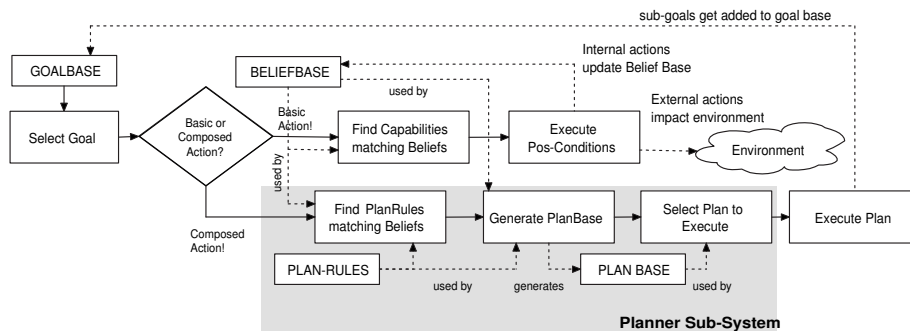 sub-goals get added to goal base
GOALBASE
BELIEFBASE
Internal actions
update Belief Base
used by
External actions
impact environment
Select Goal
Basic or
Composed
Action?
Basic
Action!
Find Capabilities
matching Beliefs
Execute
Pos-Conditions
Environment
used by
Composed
Action!
Find PlanRules
matching Beliefs
Generate PlanBase
Select Plan to
Execute
Execute Plan
PLAN-RULES
used by
generates
PLAN BASE
used by
Planner Sub-System